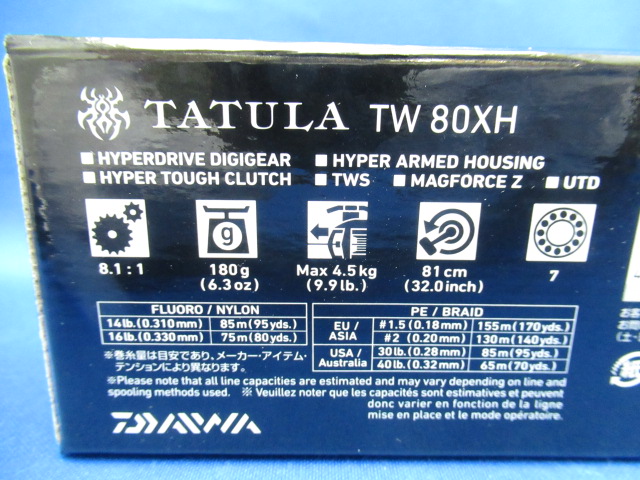 TATULA TW 80XH
■ HYPERDRIVE DIGIGEAR ■ HYPER ARMED HOUSING
■ HYPER TOUGH CLUTCH ■ TWS ■ MAGFORCE Z ■ UTD
g
8.1 : 1 180g Max 4.5kg 81cm 7
(6.3oz) (9.9lb.) (32.0inch)
FLUORO / NYLON
14lb.(0.310mm) 85m(95yds.)
16lb.(0.330mm) 75m(80yds.)
PE / BRAID
EU / ASIA #1.5 (0.18mm) 155m(170yds.)
#2 (0.20mm) 130m(140yds.)
USA / Australia 30lb.(0.28mm) 85m(95yds.)
40lb.(0.32mm) 65m(70yds.)
※巻糸量は目安であり、メーカー・アイテム・
テンションにより異なります。
※Please note that all line capacities are estimated and may vary depending on line and
spooling methods used. ※ Veuillez noter que les capacités sont estimatives et peuvent
donc varier en fonction de la ligne
mise en place et le mode opératoire.
DAIWA